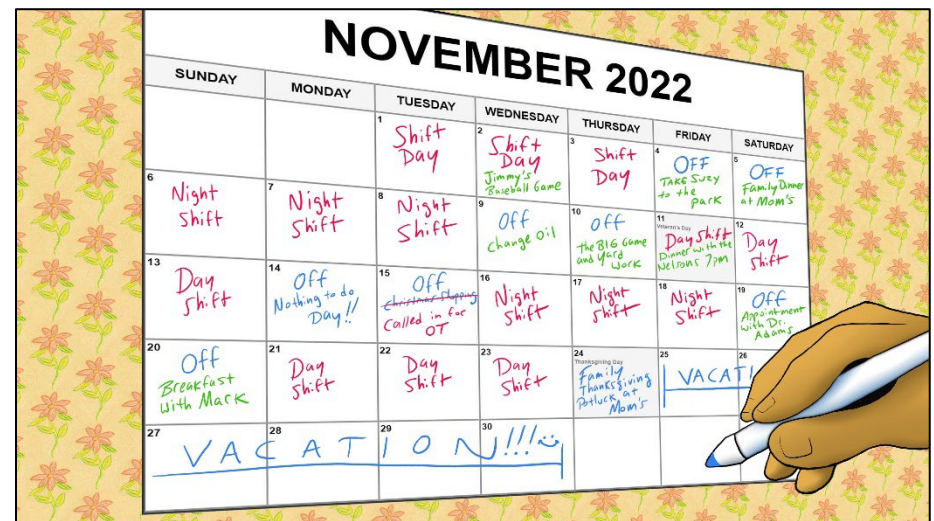 NOVEMBER 2022
SUNDAY MONDAY TUESDAY WEDNESDAY THURSDAY FRIDAY SATURDAY
1
Shift
Day
2
Shift
Day
Jimmy's
Baseball Game
3
Shift
Day
4
OFF
TAKE SUZY
to the
park
5
OFF
Family Dinner
at Mom's
6
Night
Shift
7
Night
Shift
8
Night
Shift
9
Off
Change Oil
10
Off
The BIG Game
and Yard
Work
11
Veteran's Day
Day Shift
Dinner with the
Nelsons 7pm
12
Day
Shift
13
Day
Shift
14
Off
Nothing to do
Day!!
15
Off
Christmas Shopping
Called in for
OT
16
Night
Shift
17
Night
Shift
18
Night
Shift
19
Off
Appointment
with Dr.
Adams
20
Off
Breakfast
with Mark
21
Day
Shift
22
Day
Shift
23
Day
Shift
24
Thanksgiving Day
Family
Thanksgiving
Potluck at
Mom's
25
26
VACATI
27
28
29
30
VACATION!!!